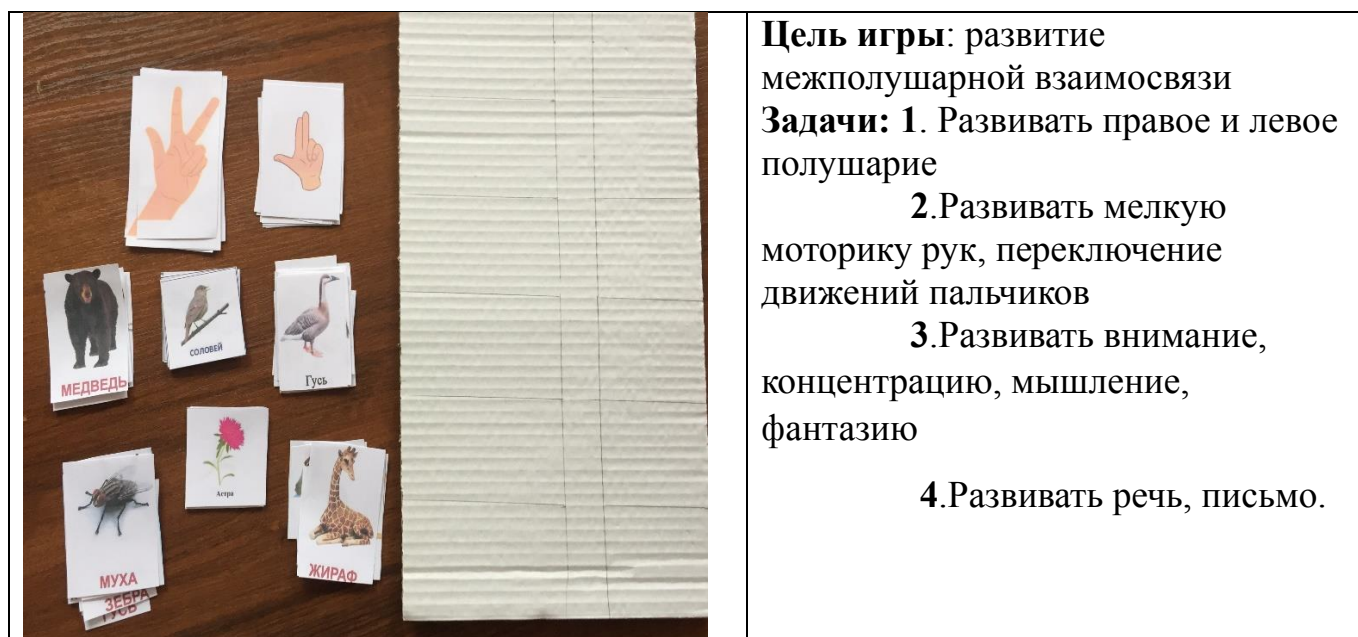 МЕДВЕДЬ
СОЛОВЕЙ
Гусь
Астра
МУХА
ЗЕБРА
ГУСЬ
ЖИРАФ
Цель игры: развитие
межполушарной взаимосвязи
Задачи: 1. Развивать правое и левое
полушарие
2.Развивать мелкую
моторику рук, переключение
движений пальчиков
3.Развивать внимание,
концентрацию, мышление,
фантазию
4.Развивать речь, письмо.